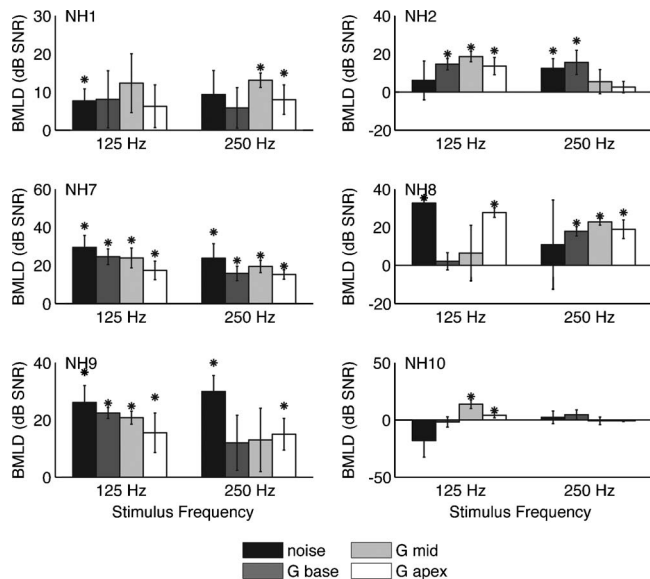 NH1
BMLD (dB SNR)
30
20
10
0
125 Hz
250 Hz
*
*
*
NH2
BMLD (dB SNR)
40
20
0
-20
125 Hz
250 Hz
*
*
*
*
*
NH7
BMLD (dB SNR)
60
40
20
0
125 Hz
250 Hz
*
*
*
*
*
*
*
*
NH8
BMLD (dB SNR)
40
20
0
-20
125 Hz
250 Hz
*
*
*
*
*
NH9
BMLD (dB SNR)
40
20
0
125 Hz
250 Hz
Stimulus Frequency
*
*
*
*
*
*
NH10
BMLD (dB SNR)
50
0
-50
125 Hz
250 Hz
Stimulus Frequency
*
*
noise
G mid
G base
G apex